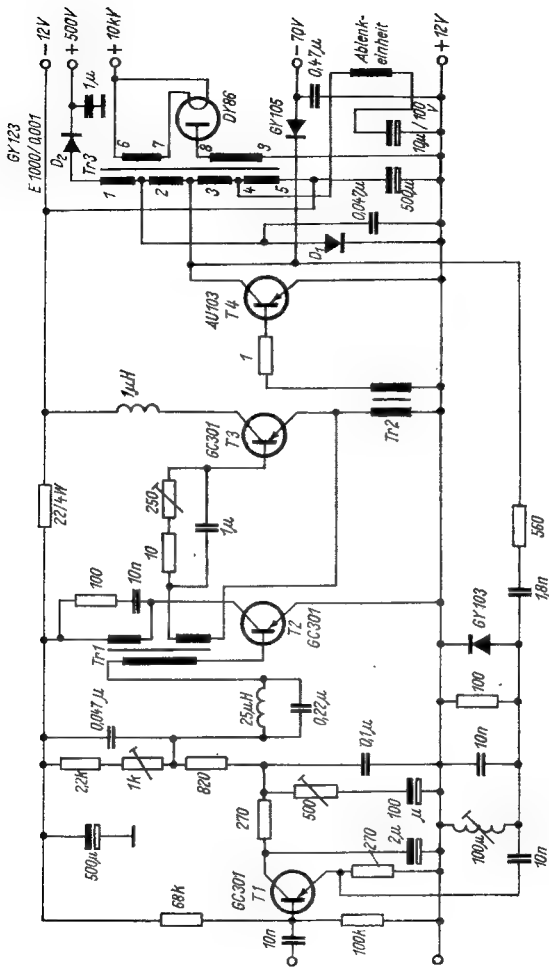 -12V
+500V
+10kV
-70V
+12V
GY123
E 1000/0.001
D2
1µ
Tr3
1
2
3
4
5
6
7
8
9
DY86
GY105
0,47µ
Ablenk-
einheit
10µ/100
V
500µ
0,047µ
D1
AU103
T4
1
Tr2
1µH
GC301
T3
22/4W
250
10
1µ
100
10n
Tr1
T2
GC301
0,047µ
25µH
0,22µ
22k
1k
820
0,1µ
500µ
270
500
100
µ
2µ
270
GC301
T1
68k
10n
100k
100µ
10n
10n
100
GY103
1,8n
560